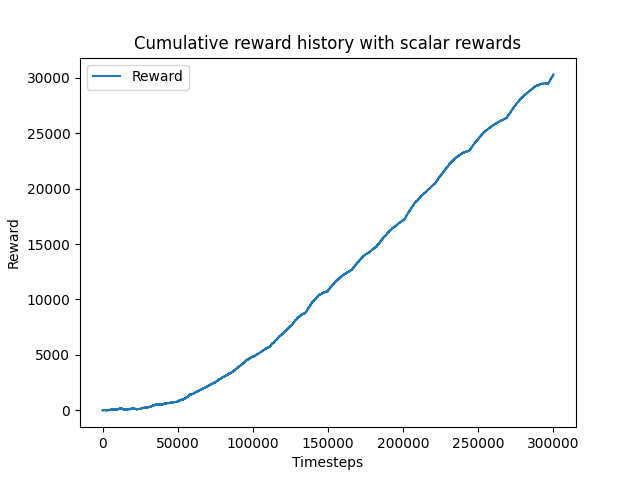 Cumulative reward history with scalar rewards
Reward
30000
25000
20000
15000
10000
5000
0
Reward
0 50000 100000 150000 200000 250000 300000
Timesteps